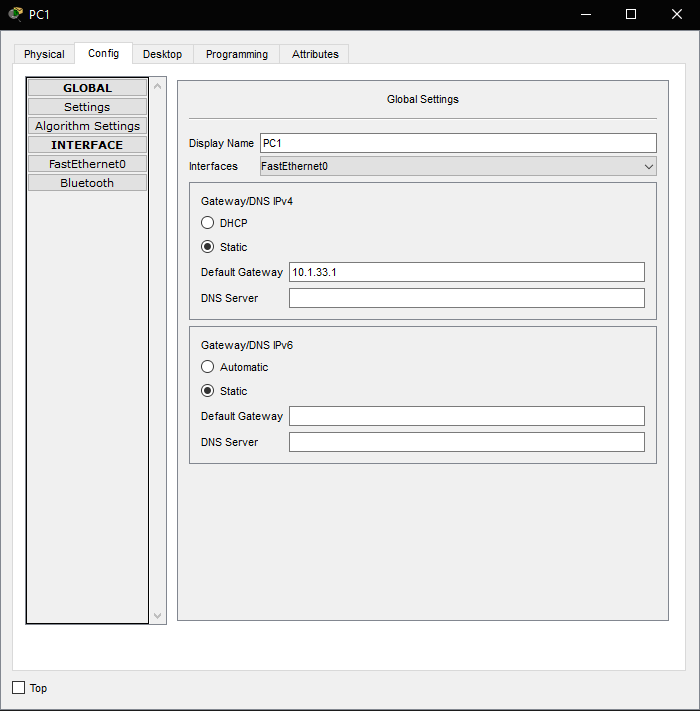 PC1
Physical Config Desktop Programming Attributes
GLOBAL
Settings
Algorithm Settings
INTERFACE
FastEthernet0
Bluetooth
Global Settings
Display Name PC1
Interfaces FastEthernet0
Gateway/DNS IPv4
DHCP
Static
Default Gateway 10.1.33.1
DNS Server
Gateway/DNS IPv6
Automatic
Static
Default Gateway
DNS Server
Top